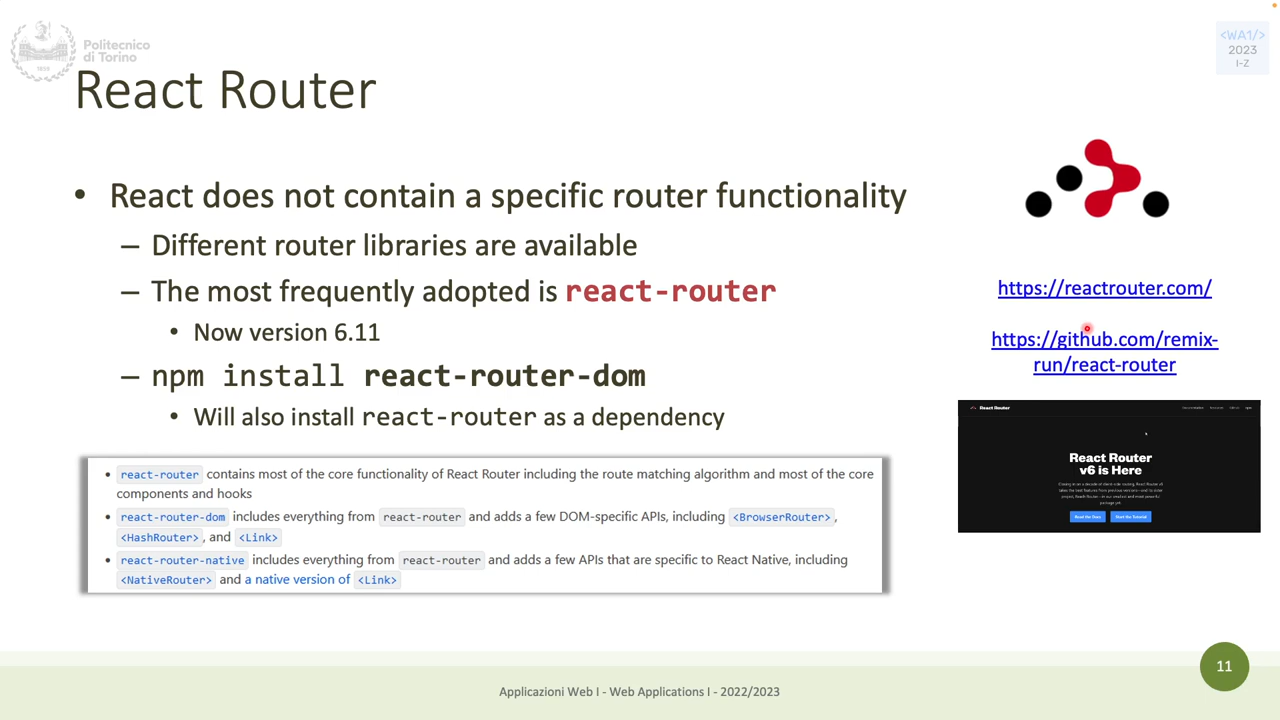 Politecnico
di Torino
1859
<WA1/>
2023
I-Z
React Router
• React does not contain a specific router functionality
– Different router libraries are available
– The most frequently adopted is react-router
• Now version 6.11
– npm install react-router-dom
• Will also install react-router as a dependency
https://reactrouter.com/
https://github.com/remix-
run/react-router
• react-router contains most of the core functionality of React Router including the route matching algorithm and most of the core
components and hooks
• react-router-dom includes everything from react-router and adds a few DOM-specific APIs, including <BrowserRouter>,
<HashRouter>, and <Link>
• react-router-native includes everything from react-router and adds a few APIs that are specific to React Native, including
<NativeRouter> and a native version of <Link>
React Router
React Router
v6 is Here
Read the Docs
Start the Tutorial
11
Applicazioni Web I - Web Applications I - 2022/2023